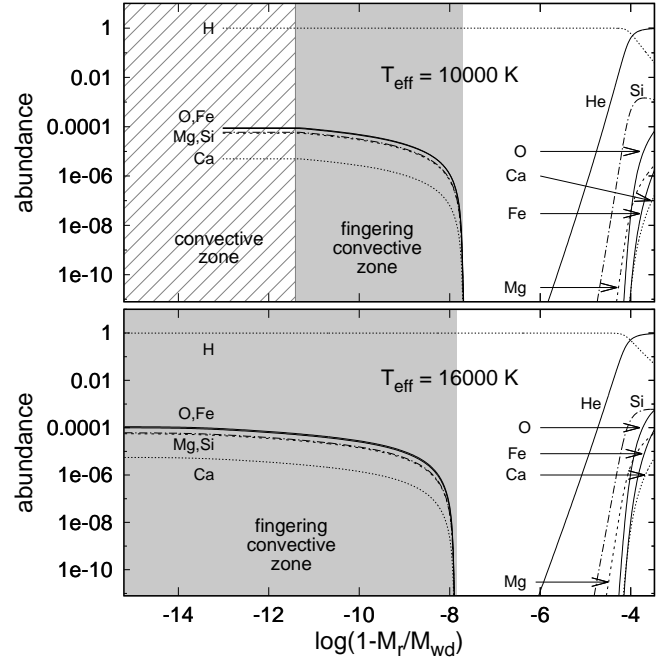 abundance
1
0.01
0.0001
1e-06
1e-08
1e-10
H
T_eff = 10000 K
He
Si
O,Fe
Mg,Si
Ca
O
Ca
Fe
Mg
convective
zone
fingering
convective
zone
abundance
1
0.01
0.0001
1e-06
1e-08
1e-10
H
T_eff = 16000 K
He
Si
O,Fe
Mg,Si
Ca
O
Fe
Ca
Mg
fingering
convective
zone
-14
-12
-10
-8
-6
-4
log(1-M_r/M_wd)